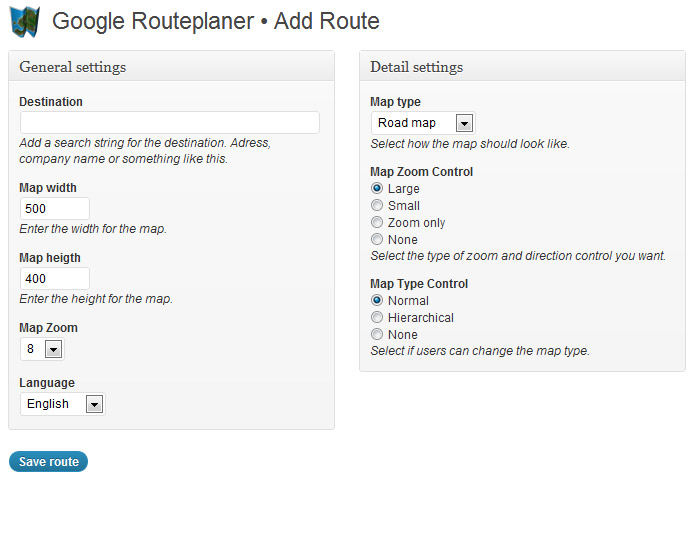 Google Routeplaner • Add Route
General settings
Destination
Add a search string for the destination. Adress,
company name or something like this.
Map width
500
Enter the width for the map.
Map heigth
400
Enter the height for the map.
Map Zoom
8
Language
English
Save route
Detail settings
Map type
Road map
Select how the map should look like.
Map Zoom Control
Large
Small
Zoom only
None
Select the type of zoom and direction control you want.
Map Type Control
Normal
Hierarchical
None
Select if users can change the map type.